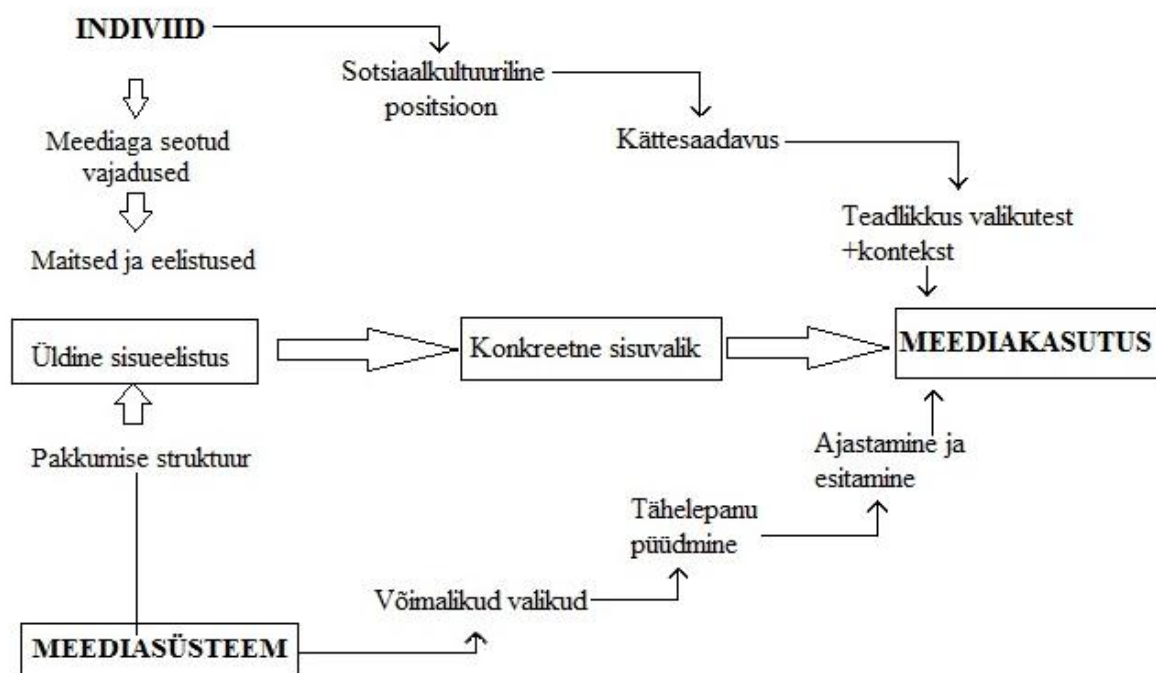 INDIVIID
Sotsiaalkultuuriline
positsioon
Meediaga seotud
vajadused
Kättesaadavus
Maitsed ja eelistused
Teadlikkus valikutest
+kontekst
Üldine sisueelistus
Konkreetne sisuvalik
MEEDIAKASUTUS
Pakkumise struktuur
Ajastamine ja
esitamine
Tähelepanu
püüdmine
Võimalikud valikud
MEEDIASÜSTEEM